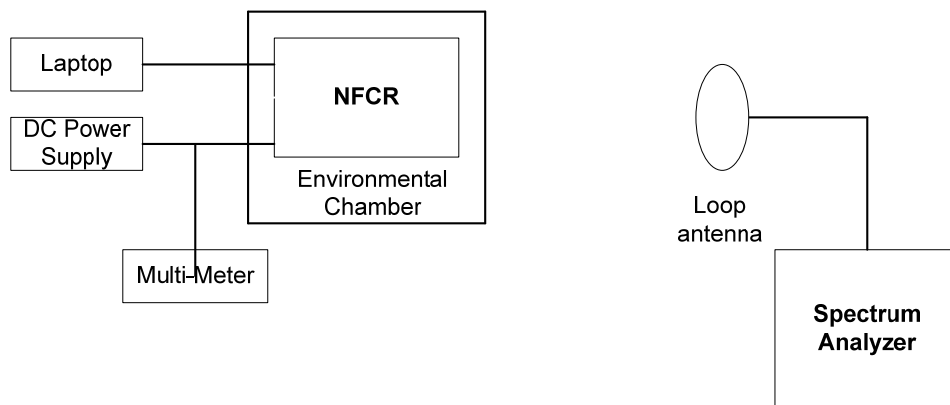 Laptop
DC Power
Supply
NFCR
Environmental
Chamber
Multi-Meter
Loop
antenna
Spectrum
Analyzer